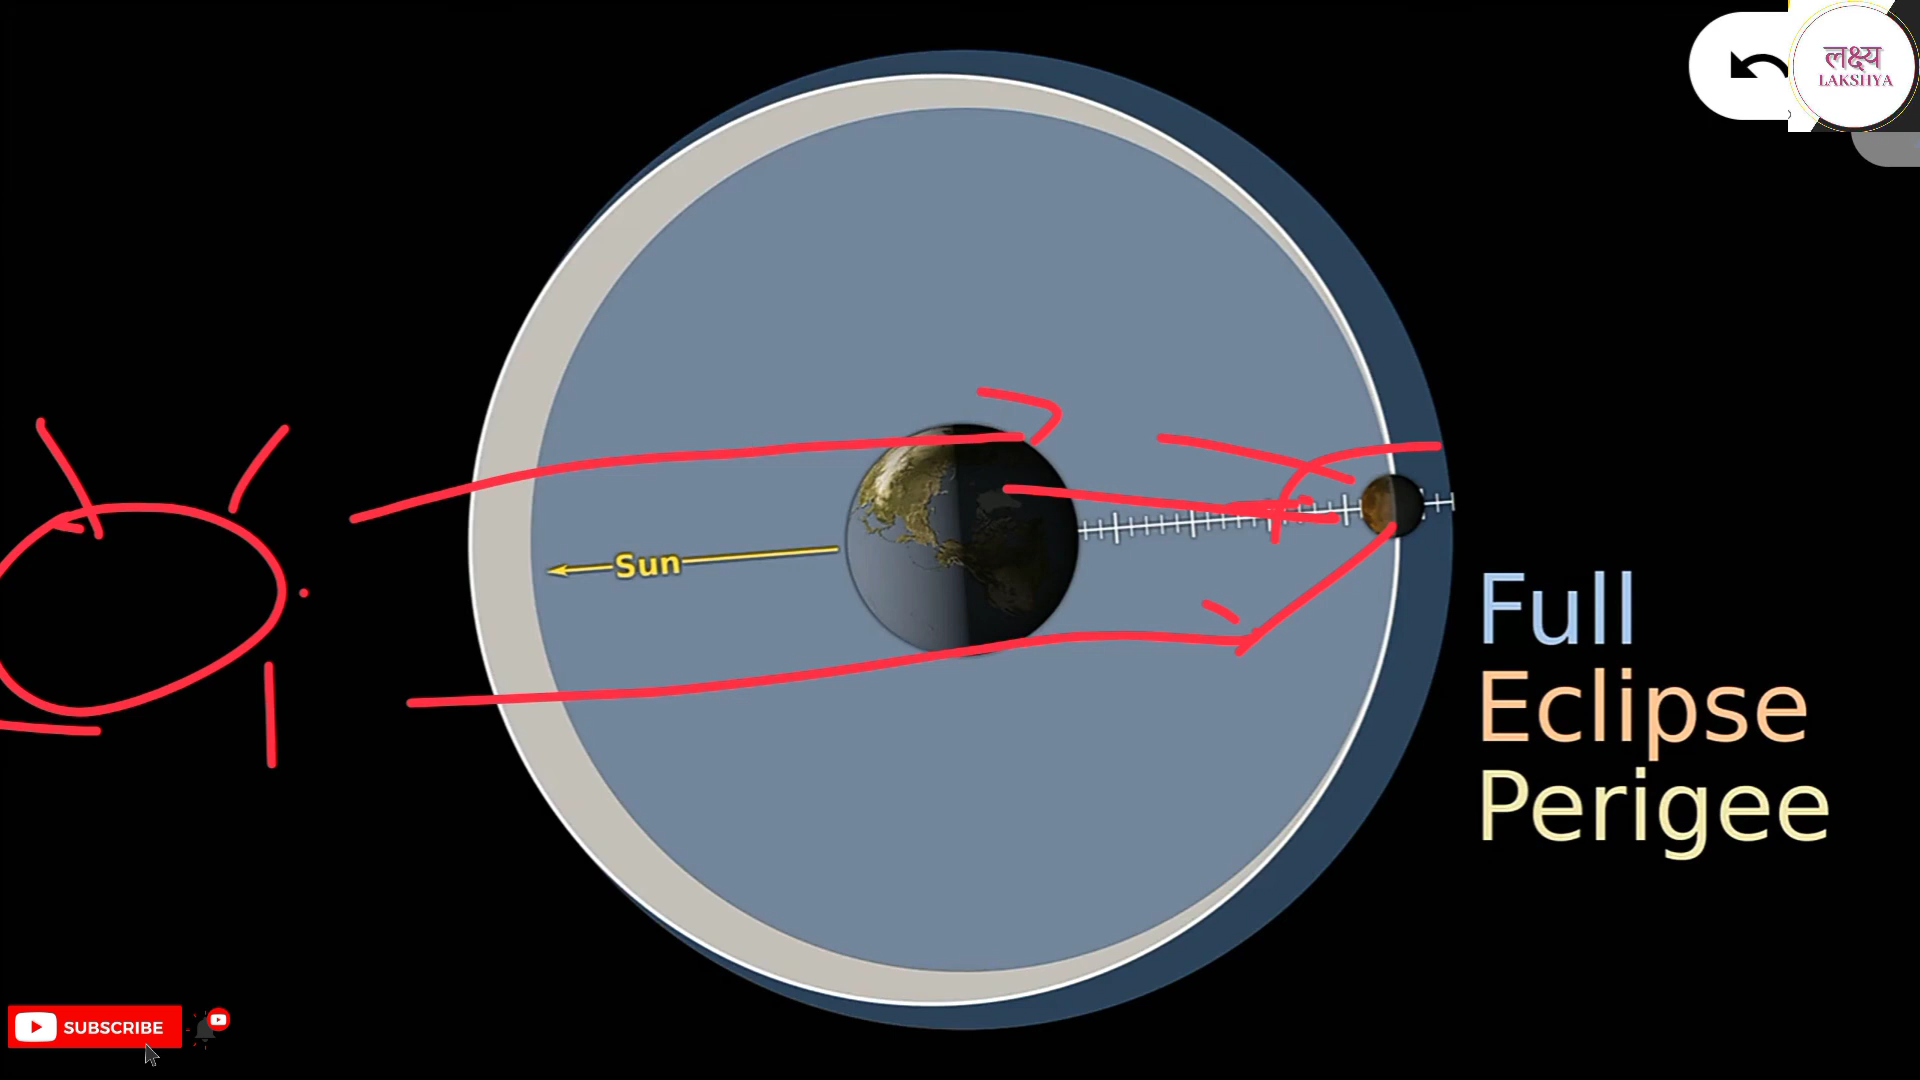 लक्ष्य
LAKSHYA
Sun
Full
Eclipse
Perigee
SUBSCRIBE